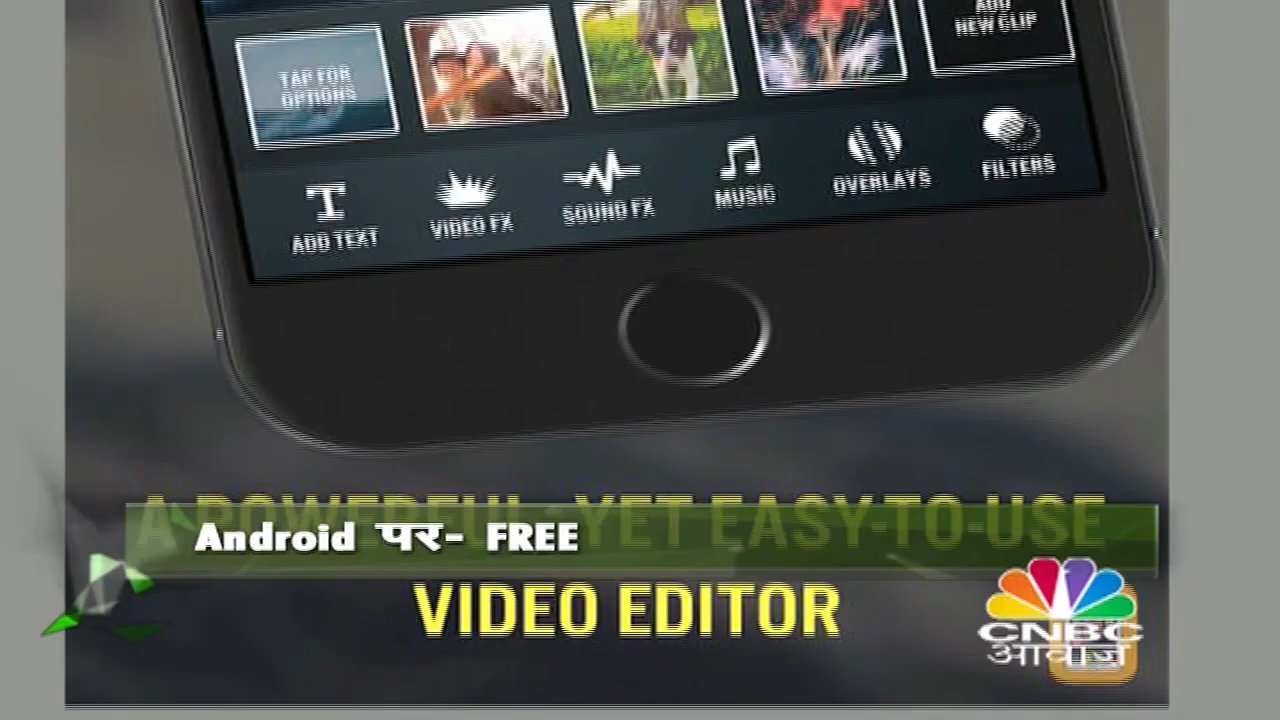 ADD
NEW CLIP
TAP FOR
OPTIONS
ADD TEXT
VIDEO FX
SOUND FX
MUSIC
OVERLAYS
FILTERS
A POWERFUL - YET EASY-TO-USE
Android पर- FREE
VIDEO EDITOR
CNBC
आवाज़